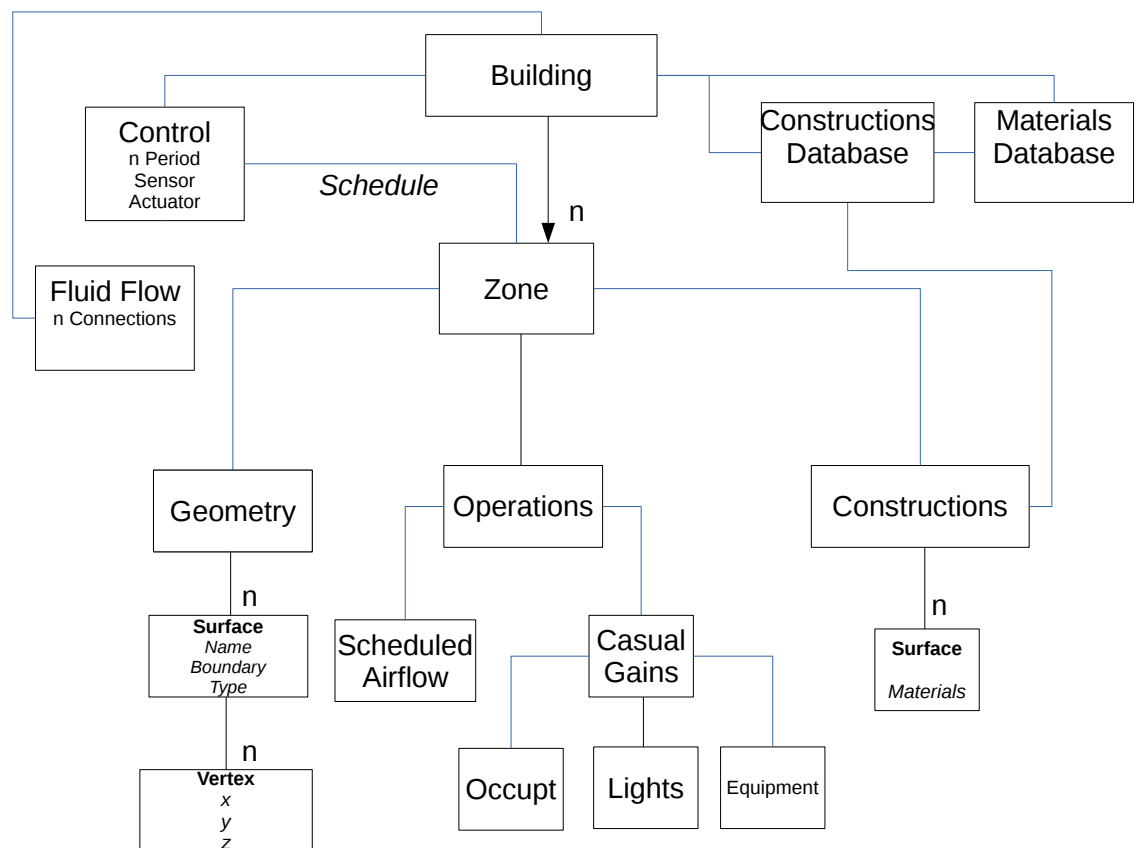 Building
Control
n Period
Sensor
Actuator
Constructions
Database
Materials
Database
Schedule
n
Zone
Fluid Flow
n Connections
Geometry
Operations
Constructions
n
Surface
Name
Boundary
Type
Scheduled
Airflow
Casual
Gains
n
Surface
Materials
n
Vertex
x
y
z
Occupt
Lights
Equipment